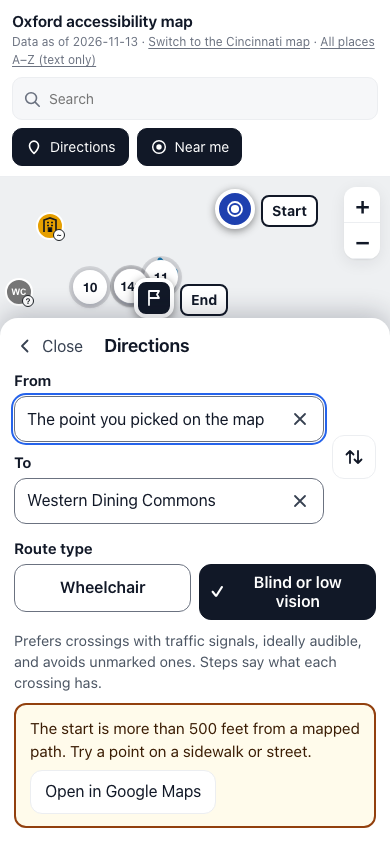 Oxford accessibility map
Data as of 2026-11-13 · Switch to the Cincinnati map · All places
A–Z (text only)
Search
Directions
Near me
Start
+
−
WC
?
10
14
11
End
Close
Directions
From
The point you picked on the map
To
Western Dining Commons
Route type
Wheelchair
Blind or low
vision
Prefers crossings with traffic signals, ideally audible,
and avoids unmarked ones. Steps say what each
crossing has.
The start is more than 500 feet from a mapped
path. Try a point on a sidewalk or street.
Open in Google Maps